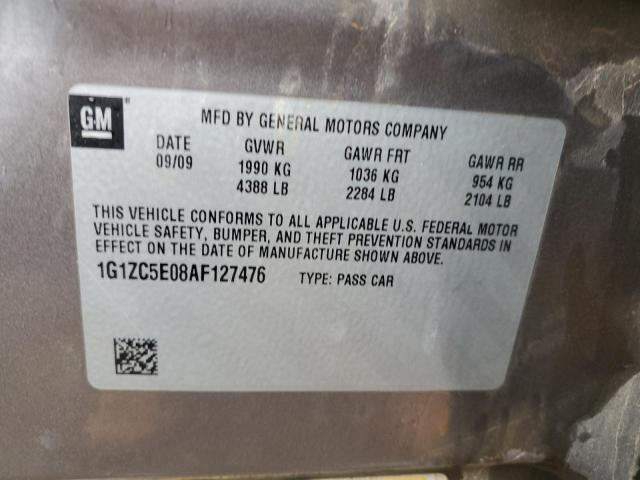 GM
MFD BY GENERAL MOTORS COMPANY
DATE GVWR GAWR FRT GAWR RR
09/09 1990 KG 1036 KG 954 KG
4388 LB 2284 LB 2104 LB
THIS VEHICLE CONFORMS TO ALL APPLICABLE U.S. FEDERAL MOTOR
VEHICLE SAFETY, BUMPER, AND THEFT PREVENTION STANDARDS IN
EFFECT ON THE DATE OF MANUFACTURE SHOWN ABOVE.
1G1ZC5E08AF127476 TYPE: PASS CAR